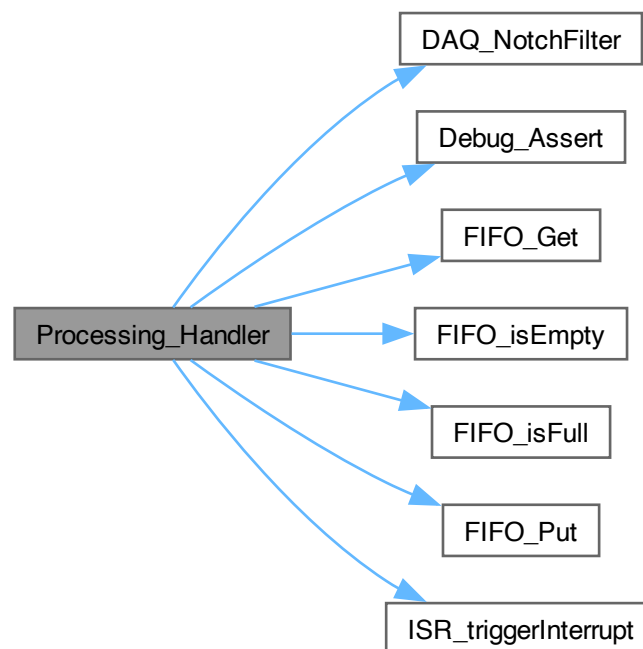 DAQ_NotchFilter
Debug_Assert
FIFO_Get
Processing_Handler
FIFO_isEmpty
FIFO_isFull
FIFO_Put
ISR_triggerInterrupt